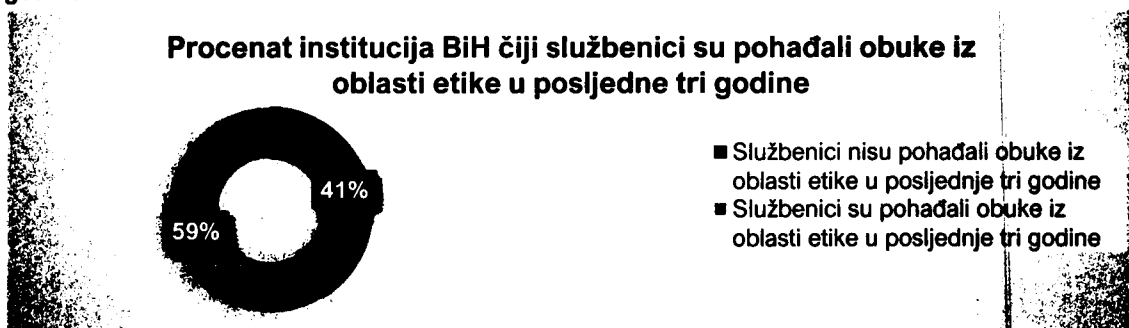 Procenat institucija BiH čiji službenici su pohađali obuke iz
oblasti etike u posljedne tri godine
41%
59%
Službenici nisu pohađali obuke iz
oblasti etike u posljednje tri godine
Službenici su pohađali obuke iz
oblasti etike u posljednje tri godine